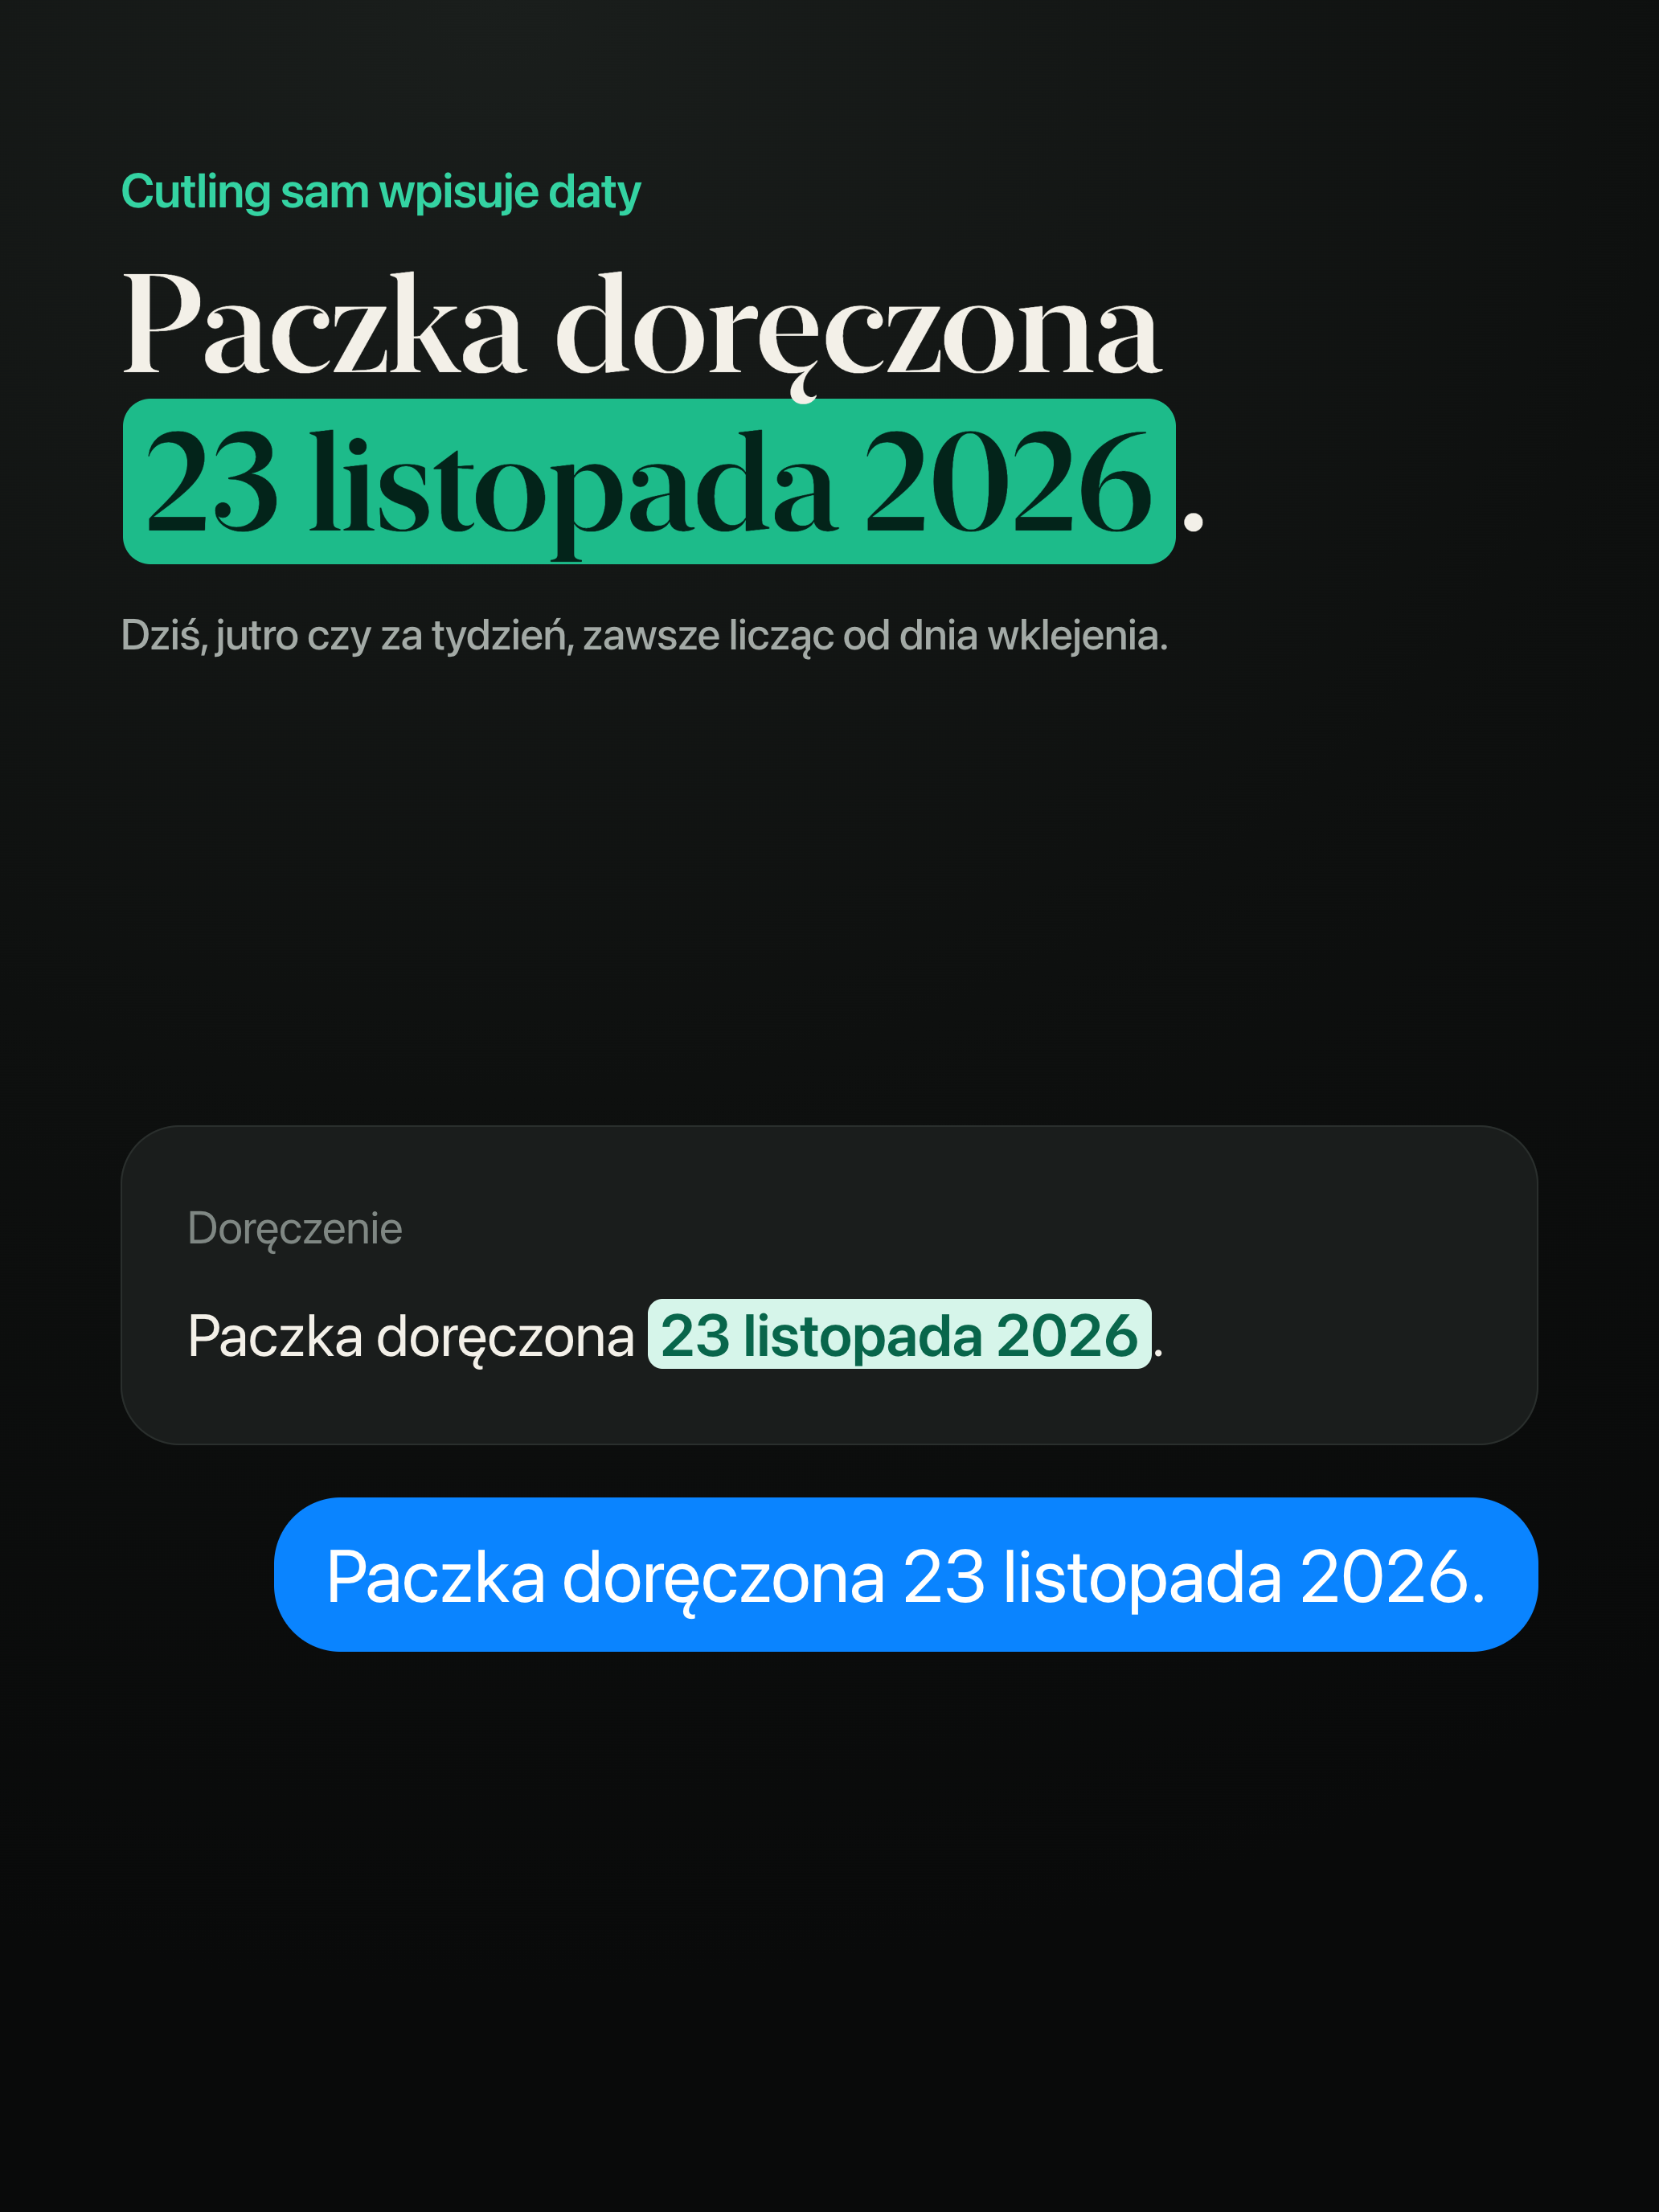 Cutling sam wpisuje daty
Paczka doręczona
23 listopada 2026.
Dziś, jutro czy za tydzień, zawsze licząc od dnia wklejenia.
Doręczenie
Paczka doręczona 23 listopada 2026.
Paczka doręczona 23 listopada 2026.